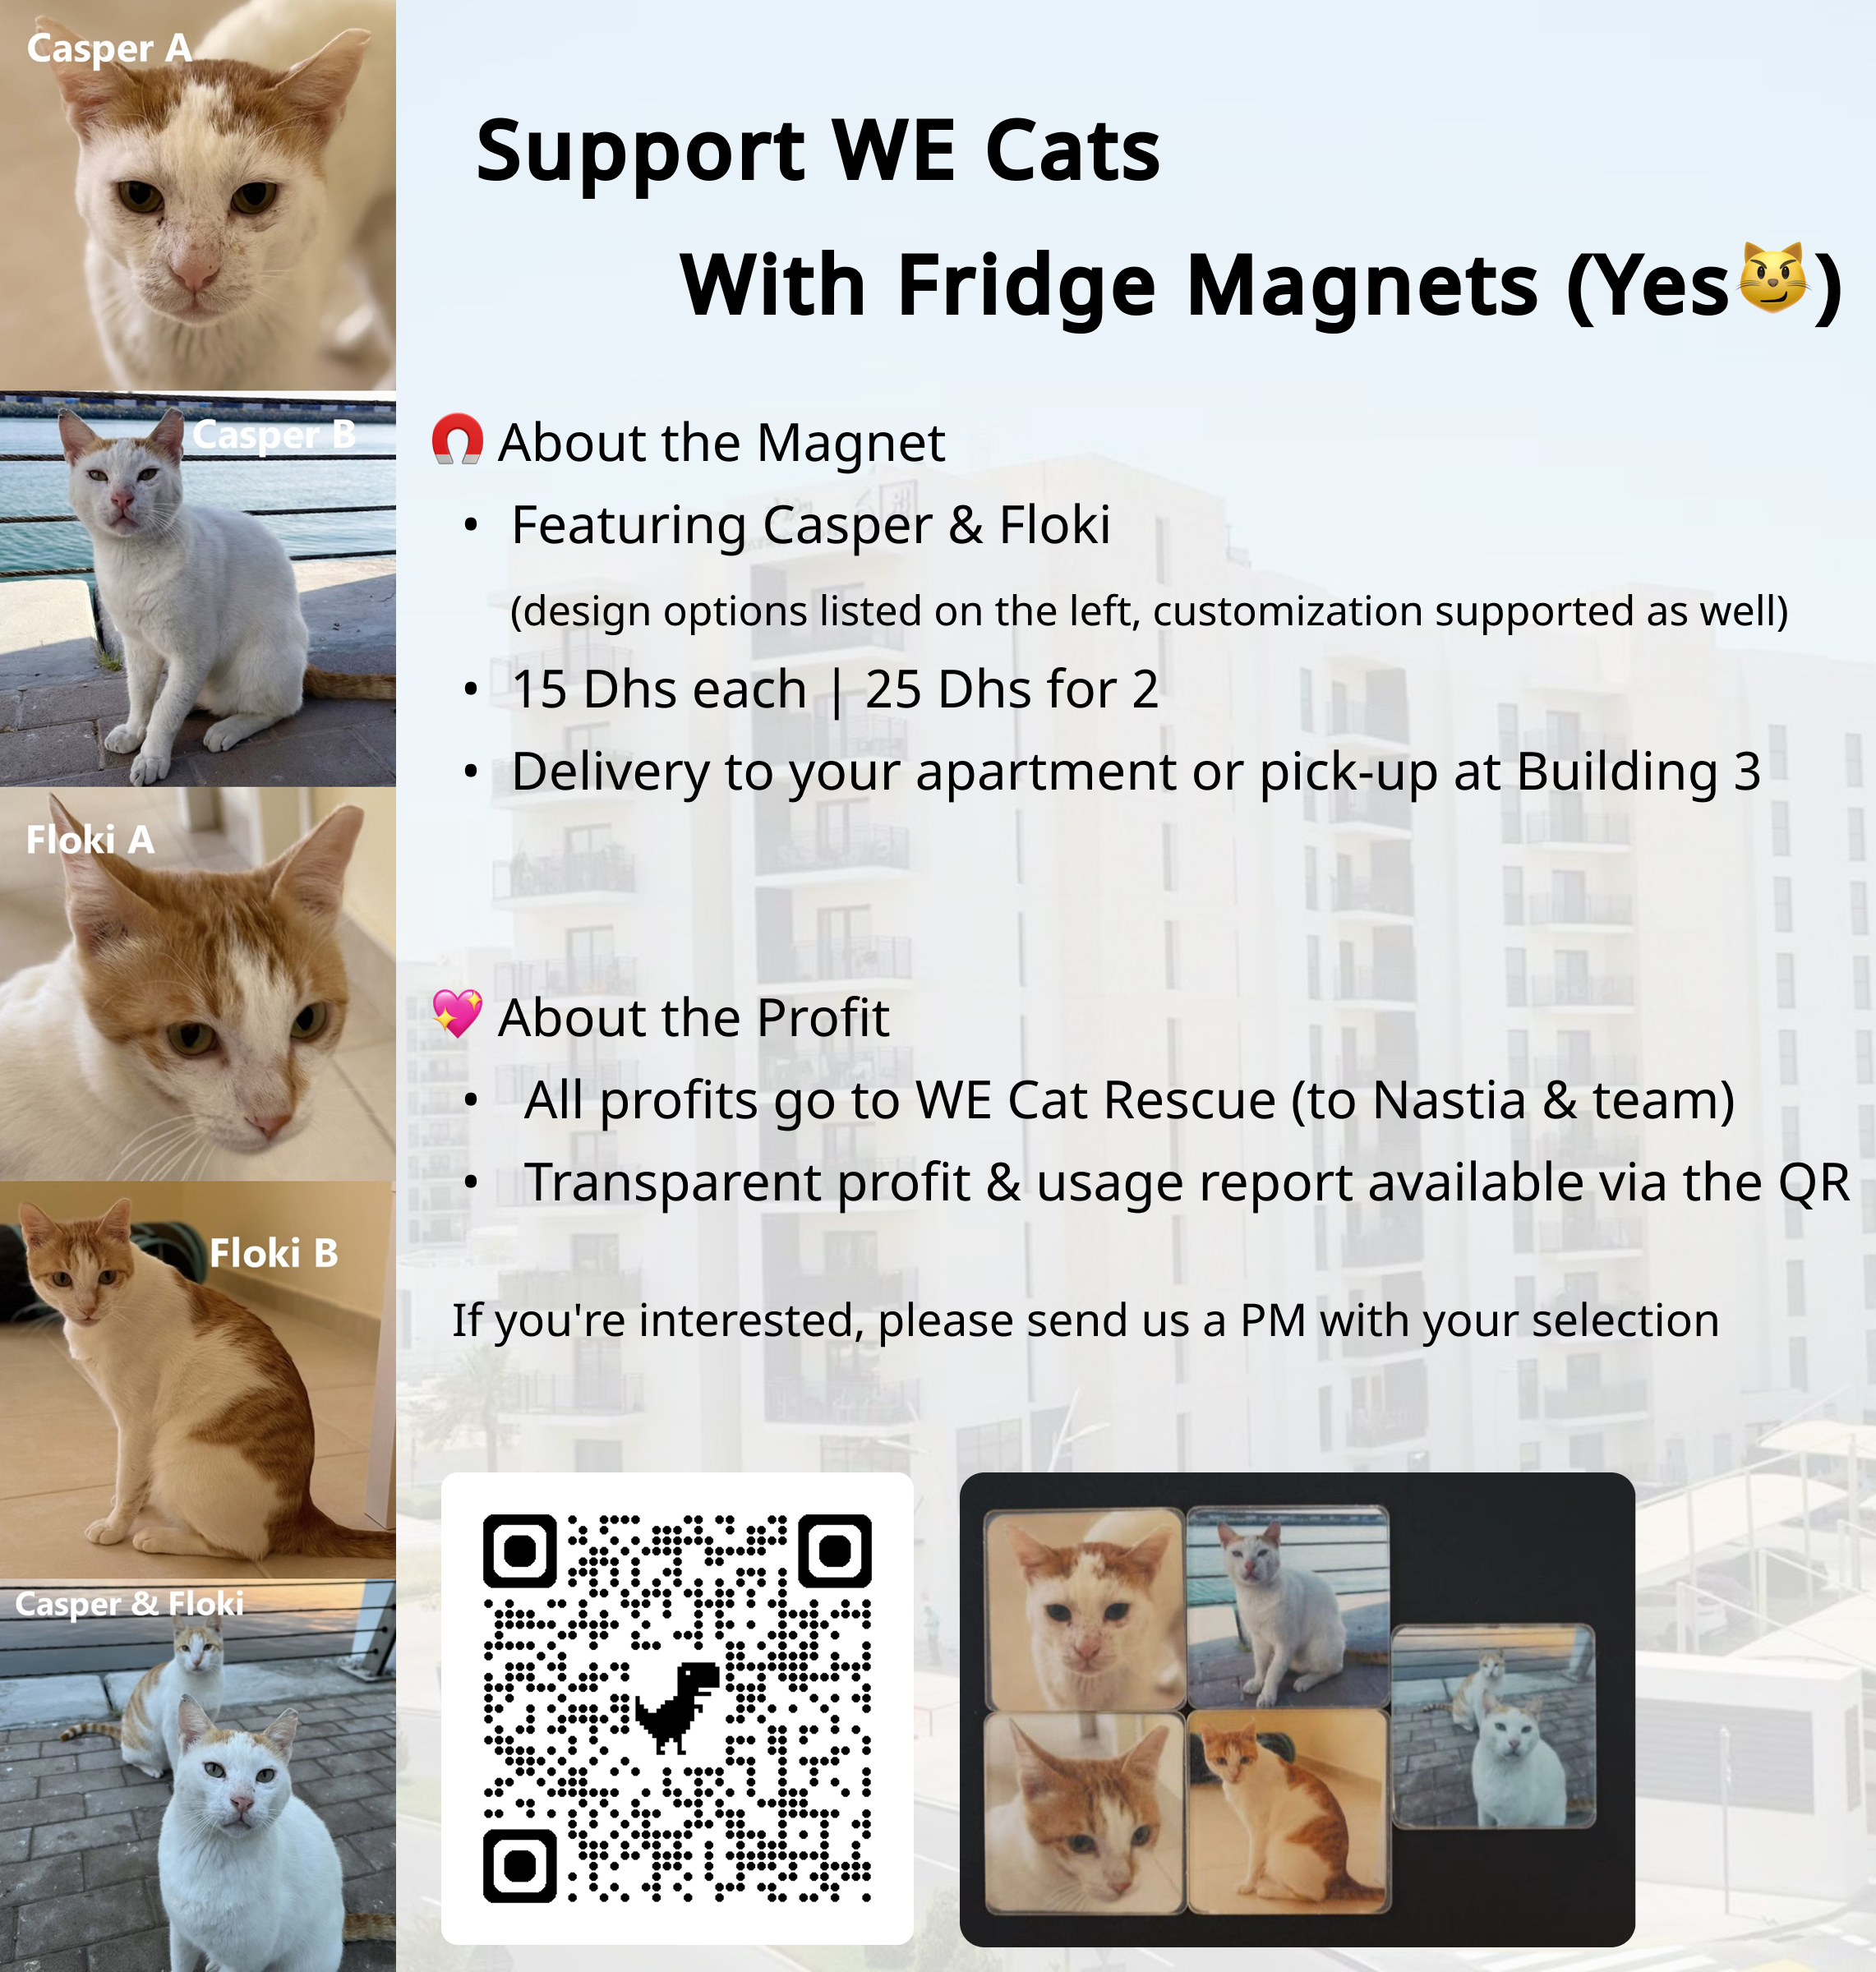 Casper A
Casper B
Floki A
Floki B
Casper & Floki
Support WE Cats
With Fridge Magnets (Yes😼)
🧲 About the Magnet
• Featuring Casper & Floki
(design options listed on the left, customization supported as well)
• 15 Dhs each | 25 Dhs for 2
• Delivery to your apartment or pick-up at Building 3
💖 About the Profit
• All profits go to WE Cat Rescue (to Nastia & team)
• Transparent profit & usage report available via the QR
If you're interested, please send us a PM with your selection